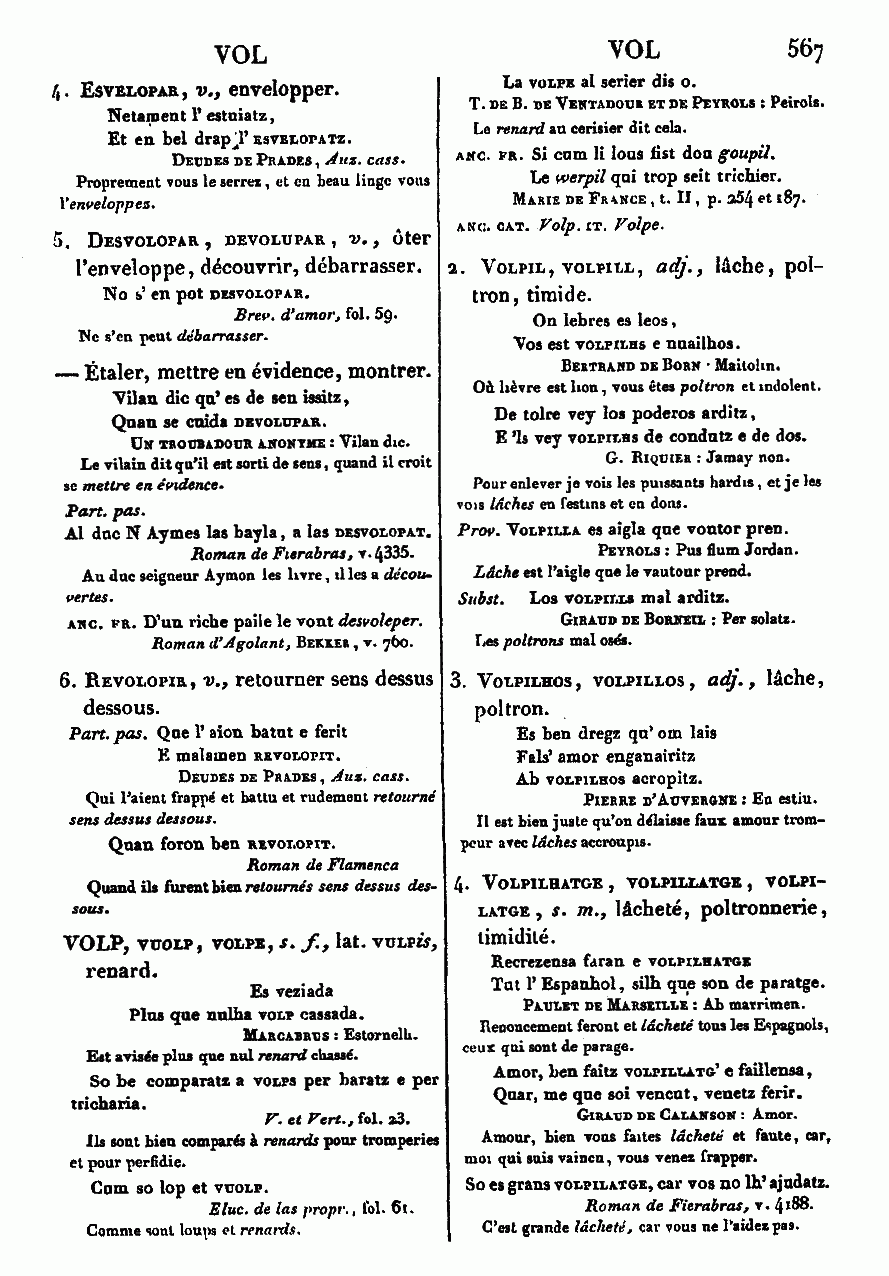 VOL
4. Esvelopar, v., envelopper.
Netament l' estuiatz,
Et en bel drap l' esvelopatz.
Deudes de Prades, Auz. cass.
Proprement vous le serrez, et en beau linge vous
l'enveloppez.
5. Desvolopar, devolupar, v., ôter
l'enveloppe, découvrir, débarrasser.
No s' en pot desvolopar.
Brev. d'amor, fol. 59.
Ne s'en peut débarrasser.
— Étaler, mettre en évidence, montrer.
Vilan dic qu' es de sen issitz,
Quan se cuida devolupar.
Un troubadour anonyme : Vilan dic.
Le vilain dit qu'il est sorti de sens, quand il croit
se mettre en évidence.
Part. pas.
Al duc N Aymes las bayla, a las desvolopat.
Roman de Fierabras, v. 4335.
Au duc seigneur Aymon les livre, il les a décou-
vertes.
anc. fr. D'un riche paile le vont desvoleper.
Roman d'Agolant, Bekker, v. 760.
6. Revolopir, v., retourner sens dessus
dessous.
Part. pas. Que l' aion batut e ferit
E malamen revolopit.
Deudes de Prades, Auz. cass.
Qui l'aient frappé et battu et rudement retourné
sens dessus dessous.
Quan foron ben revolopit.
Roman de Flamenca
Quand ils furent bien retournés sens dessus des-
sous.
VOLP, vuolp, volpe, s. f., lat. vulpis,
renard.
Es veziada
Plus que nulha volp cassada.
Marcabrus : Estornelh.
Est avisée plus que nul renard chassé.
So be comparatz a volps per baratz e per
tricharia.
V. et Vert., fol. 23.
Ils sont bien comparés à renards pour tromperies
et pour perfidie.
Com so lop et vuolp.
Eluc. de las propr., fol. 61.
Comme sont loups et renards.
VOL 567
La volpe al serier dis o.
T. de B. de Ventadour et de Peyrols : Peirols.
Le renard au cerisier dit cela.
anc. fr. Si cum li lous fist dou goupil.
Le werpil qui trop seit trichier.
Marie de France, t. II, p. 254 et 187.
anc. cat. Volp. it. Volpe.
2. Volpil, volpill, adj., lâche, pol-
tron, timide.
On lebres es leos,
Vos est volpilhs e nuailhos.
Bertrand de Born · Maitolin.
Où lièvre est lion, vous êtes poltron et indolent.
De tolre vey los poderos arditz,
E 'ls vey volpilhs de condutz e de dos.
G. Riquier : Jamay non.
Pour enlever je vois les puissants hardis, et je les
vois lâches en festins et en dons.
Prov. Volpilla es aigla que voutor pren.
Peyrols : Pus flum Jordan.
Lâche est l'aigle que le vautour prend.
Subst. Los volpills mal arditz.
Giraud de Borneil : Per solatz.
Les poltrons mal osés.
3. Volpilhos, volpillos, adj., lâche,
poltron.
Es ben dregz qu' om lais
Fals' amor enganairitz
Ab volpilhos acropitz.
Pierre d'Auvergne : En estiu.
Il est bien juste qu'on délaisse faux amour trom-
peur avec lâches accroupis.
4. Volpilhatge, volpillatge, volpi-
latge, s. m., lâcheté, poltronnerie,
timidité.
Recrezensa faran e volpilhatge
Tut l' Espanhol, silh que son de paratge.
Paulet de Marseille : Ab marrimen.
Renoncement feront et lâcheté tous les Espagnols,
ceux qui sont de parage.
Amor, ben faitz volpillatg' e faillensa,
Quar, me que soi vencut, venetz ferir.
Giraud de Calanson : Amor.
Amour, bien vous faites lâcheté et faute, car,
moi qui suis vaincu, vous venez frapper.
So es grans volpilatge, car vos no lh' ajudatz.
Roman de Fierabras, v. 4188.
C'est grande lâcheté, car vous ne l'aidez pas.